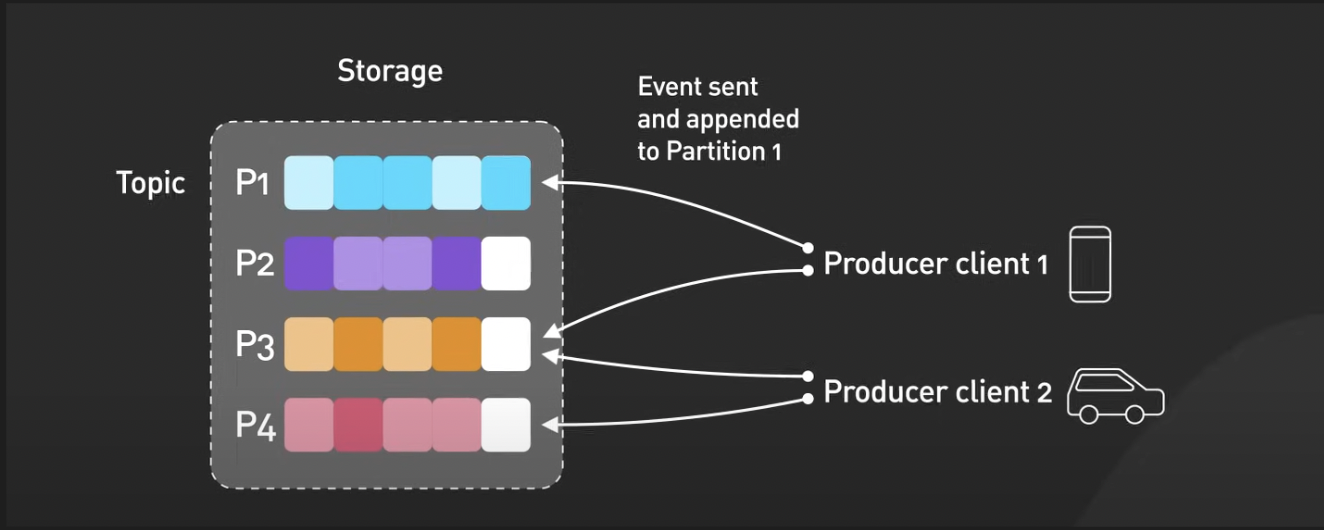 Storage
Event sent
and appended
to Partition 1
Topic
P1
P2
P3
P4
Producer client 1
Producer client 2